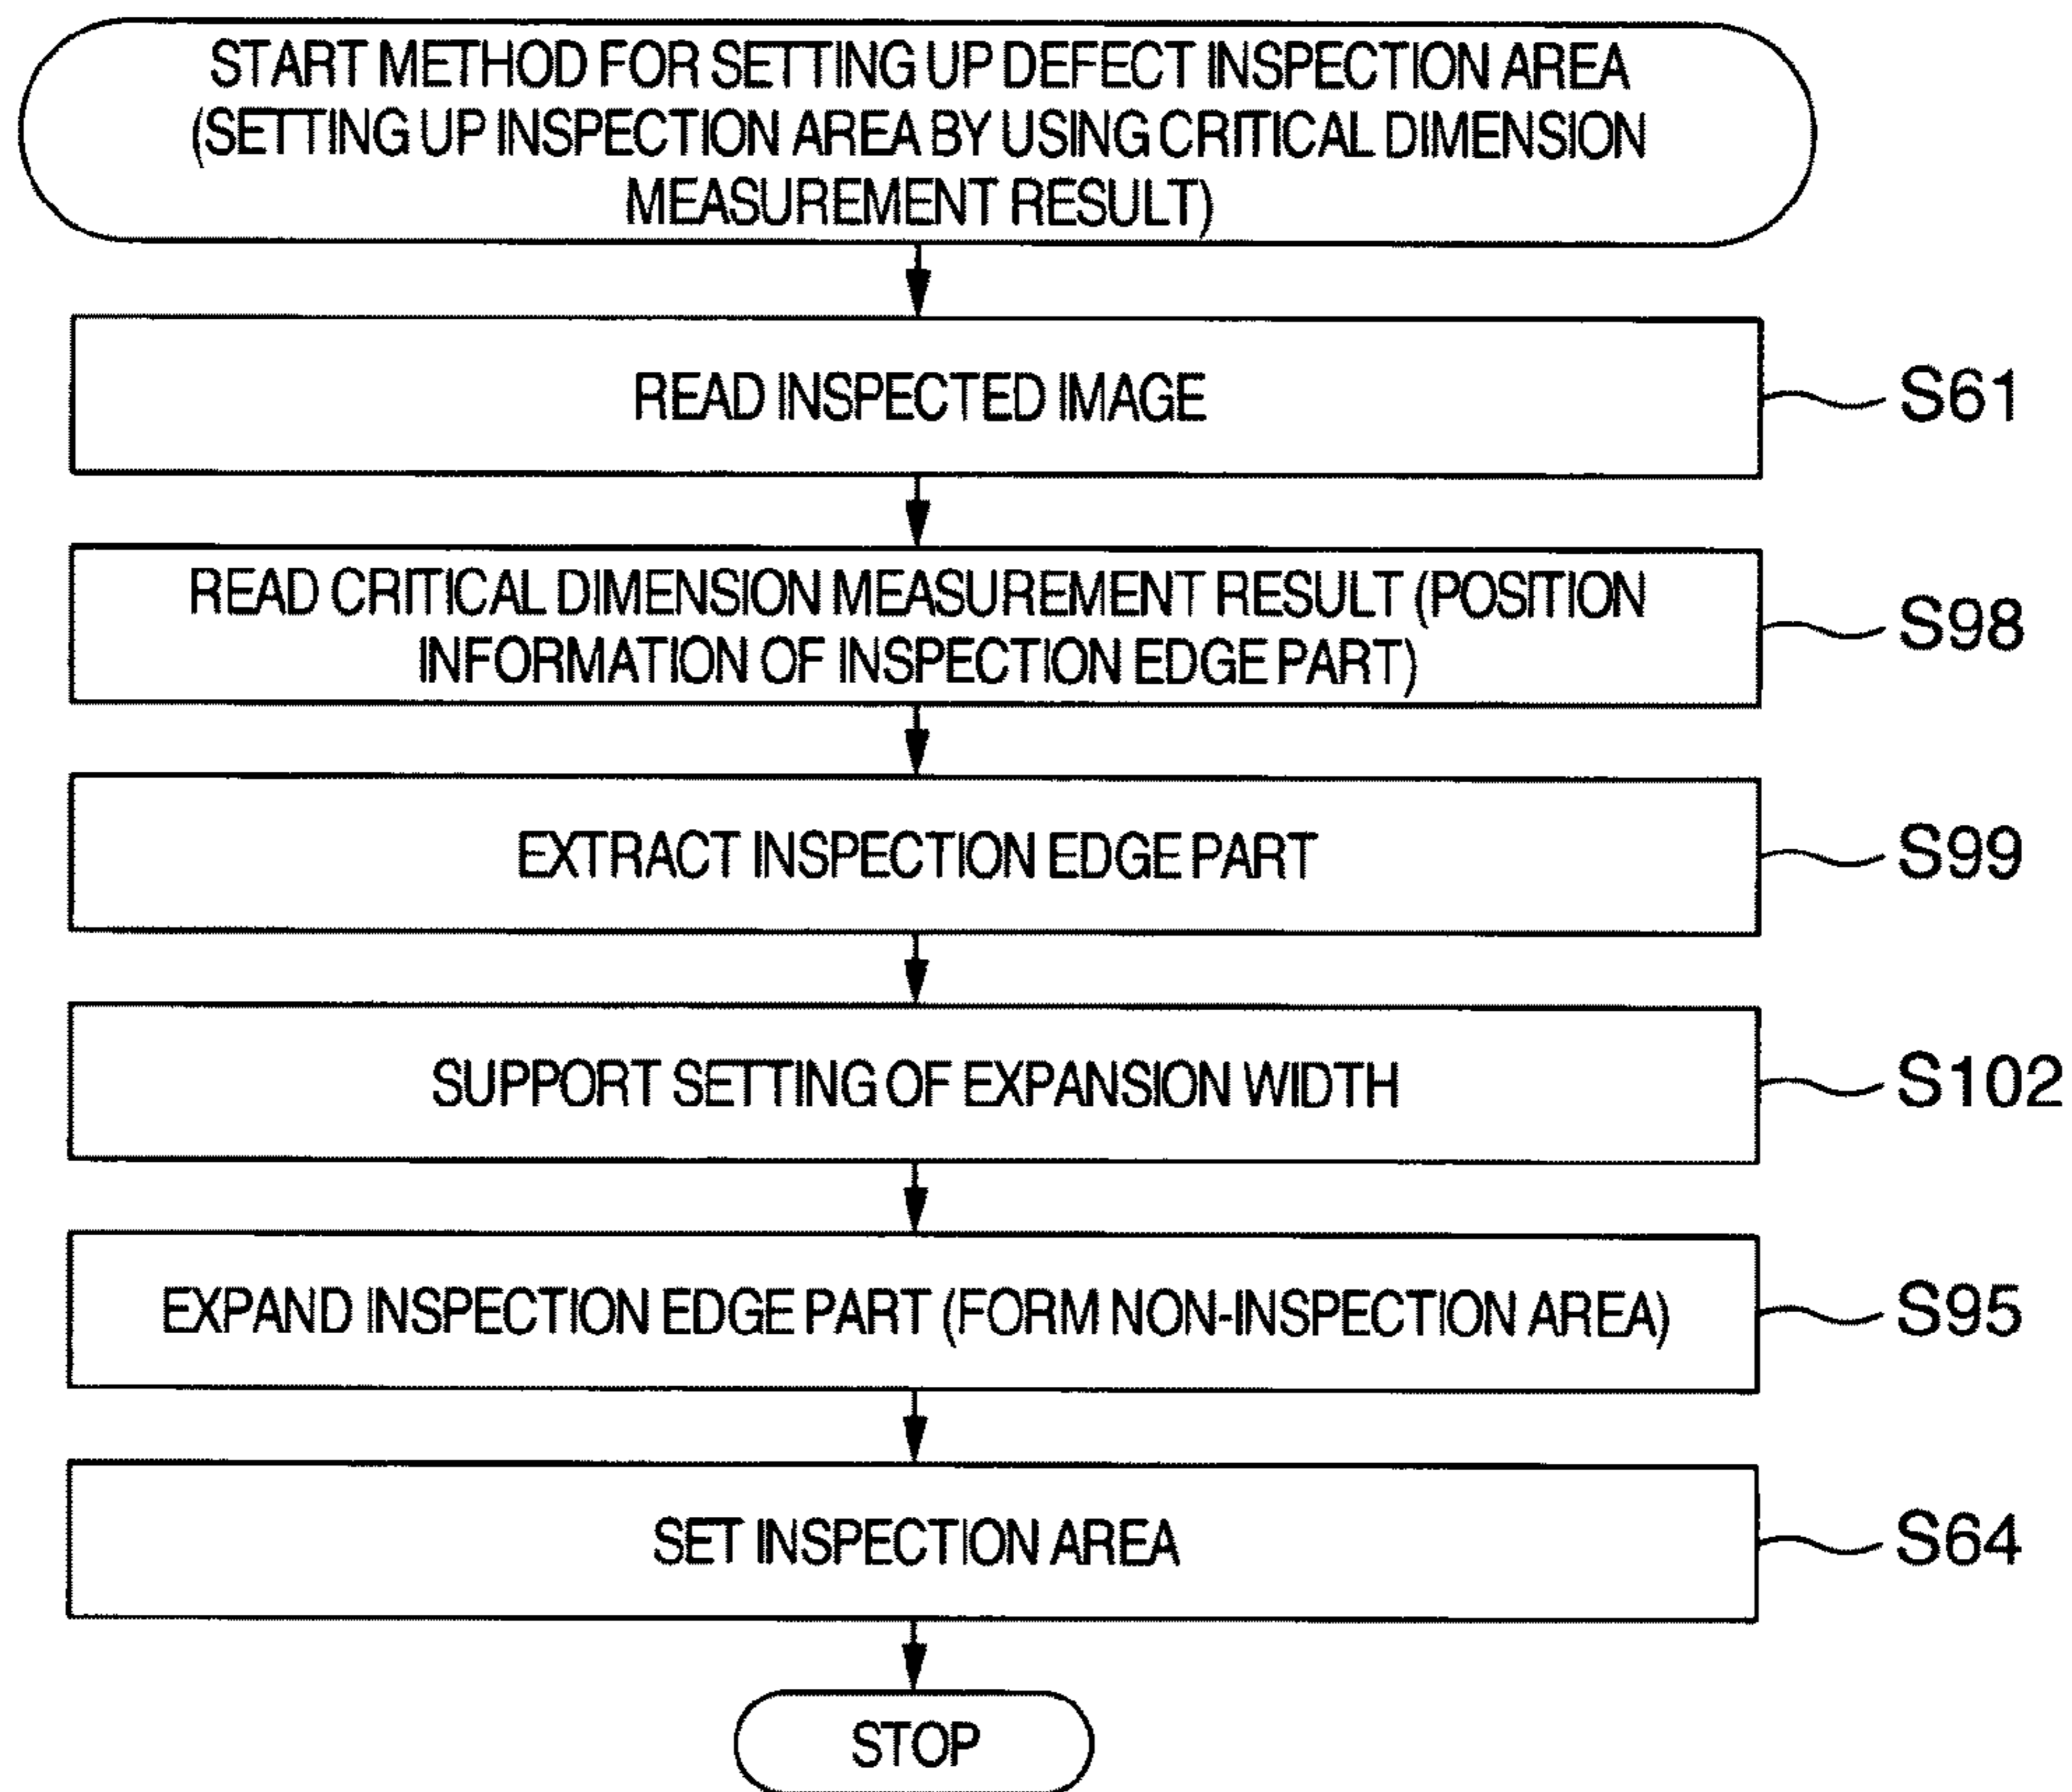 START METHOD FOR SETTING UP DEFECT INSPECTION AREA
(SETTING UP INSPECTION AREA BY USING CRITICAL DIMENSION
MEASUREMENT RESULT)
READ INSPECTED IMAGE
S61
READ CRITICAL DIMENSION MEASUREMENT RESULT (POSITION
INFORMATION OF INSPECTION EDGE PART)
S98
EXTRACT INSPECTION EDGE PART
S99
SUPPORT SETTING OF EXPANSION WIDTH
S102
EXPAND INSPECTION EDGE PART (FORM NON-INSPECTION AREA)
S95
SET INSPECTION AREA
S64
STOP